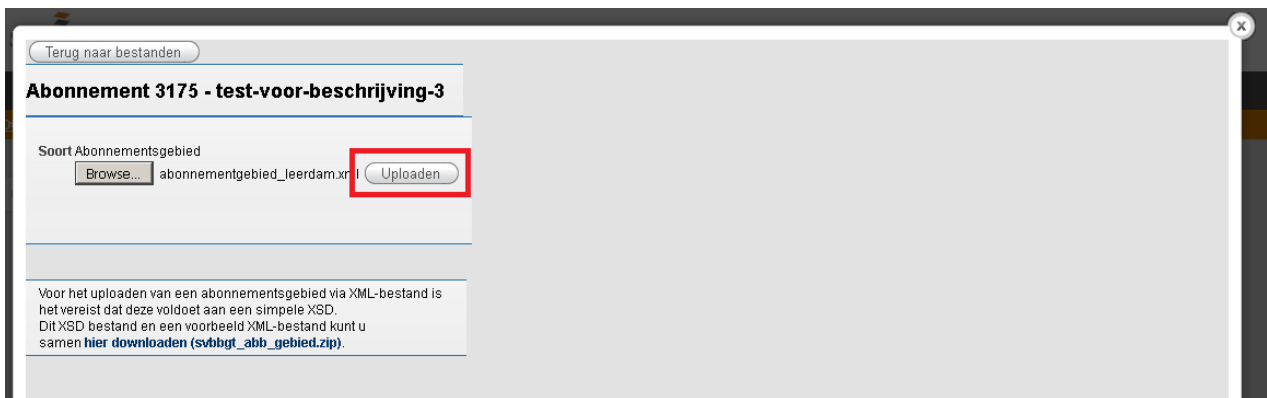 Terug naar bestanden
Abonnement 3175 - test-voor-beschrijving-3
Soort Abonnementsgebied
Browse... abonnementgebied_leerdam.xml Uploaden
Voor het uploaden van een abonnementsgebied via XML-bestand is
het vereist dat deze voldoet aan een simpele XSD.
Dit XSD bestand en een voorbeeld XML-bestand kunt u
samen hier downloaden (svbbgt_abb_gebied.zip).